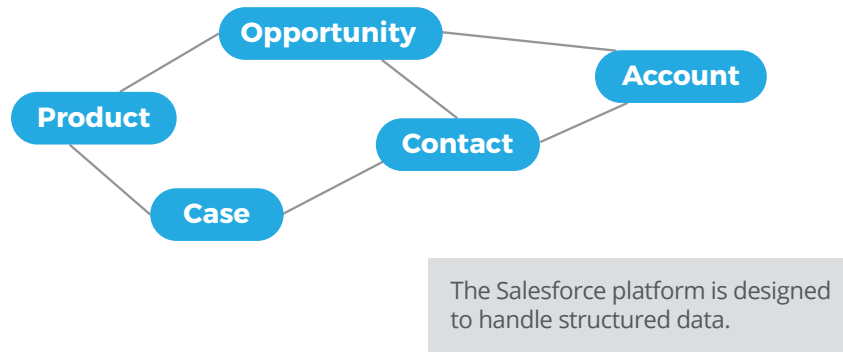 Opportunity
Account
Product
Contact
Case
The Salesforce platform is designed
to handle structured data.